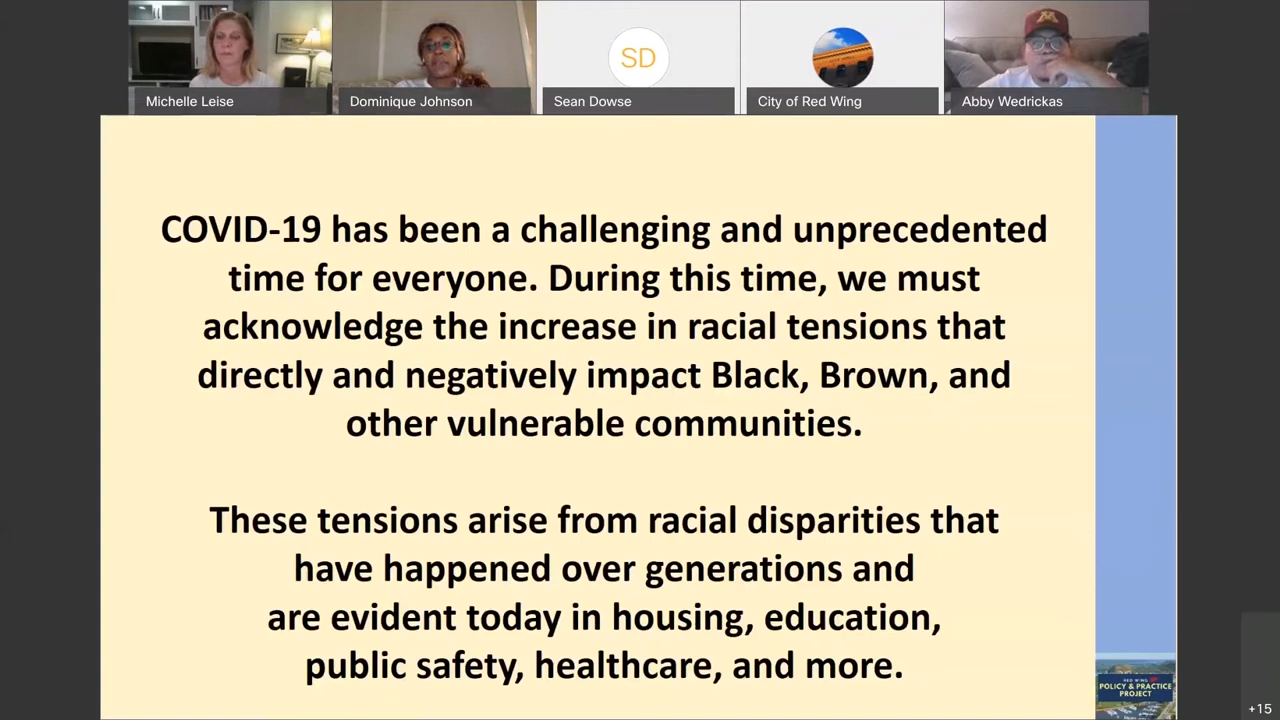 Michelle Leise
Dominique Johnson
SD
Sean Dowse
City of Red Wing
M
Abby Wedrickas
COVID-19 has been a challenging and unprecedented
time for everyone. During this time, we must
acknowledge the increase in racial tensions that
directly and negatively impact Black, Brown, and
other vulnerable communities.
These tensions arise from racial disparities that
have happened over generations and
are evident today in housing, education,
public safety, healthcare, and more.
RED WING
POLICY & PRACTICE
PROJECT
+15